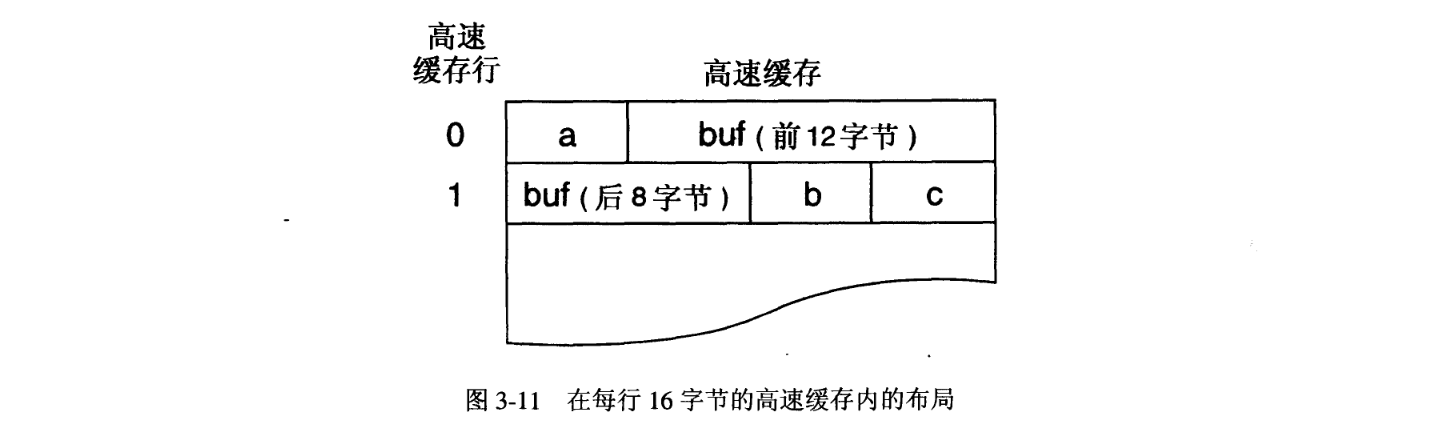 高速
缓存行
高速缓存
0 a buf ( 前 12字节 )
1 buf ( 后 8 字节 ) b c
图 3-11 在每行 16 字节的高速缓存内的布局